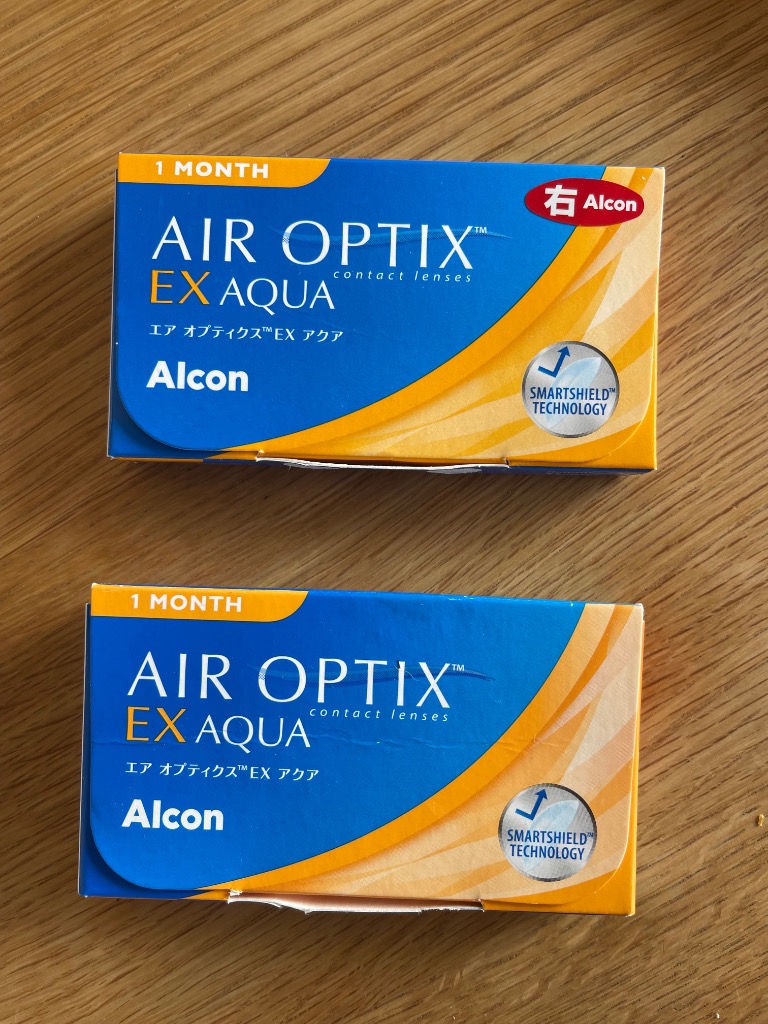 1 MONTH
右 Alcon
AIR OPTIX™
contact lenses
EX AQUA
エア オプティクス™EX アクア
Alcon
SMARTSHIELD™
TECHNOLOGY
1 MONTH
AIR OPTIX™
contact lenses
EX AQUA
エア オプティクス™EX アクア
Alcon
SMARTSHIELD™
TECHNOLOGY